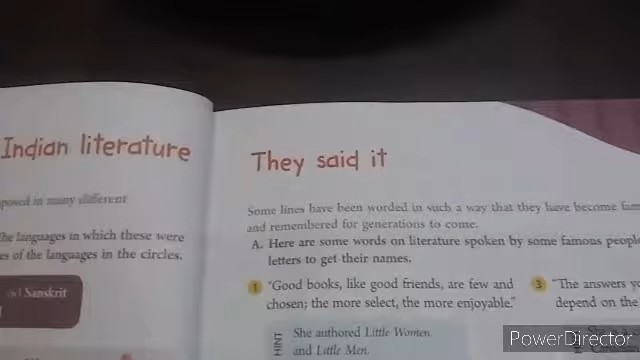 Indian literature
in many different
languages in which these were
of the languages in the circles.
Sanskrit
They said it
Some lines have been worded in such a way that they have become
and remembered for generations to come.
A. Here are some words on literature spoken by some famous
letters to get their names.
1 "Good books, like good friends, are few and
chosen; the more select, the more enjoyable."
HINT
She authored Little Women
and Little Men.
3 "The answers
depend on the
PowerDirector